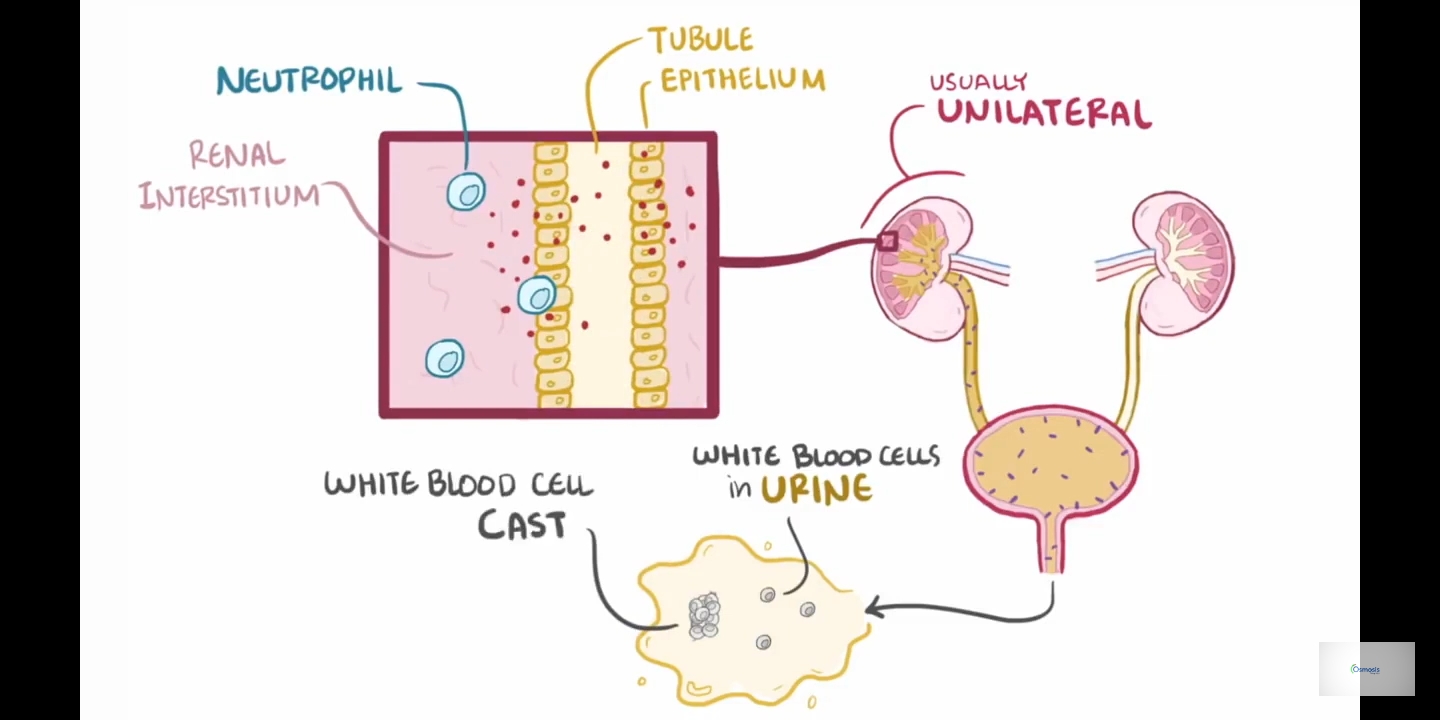 TUBULE
EPITHELIUM
NEUTROPHIL
USUALLY
UNILATERAL
RENAL
INTERSTITIUM
WHITE BLOOD CELLS
in URINE
WHITE BLOOD CELL
CAST
Osmosis